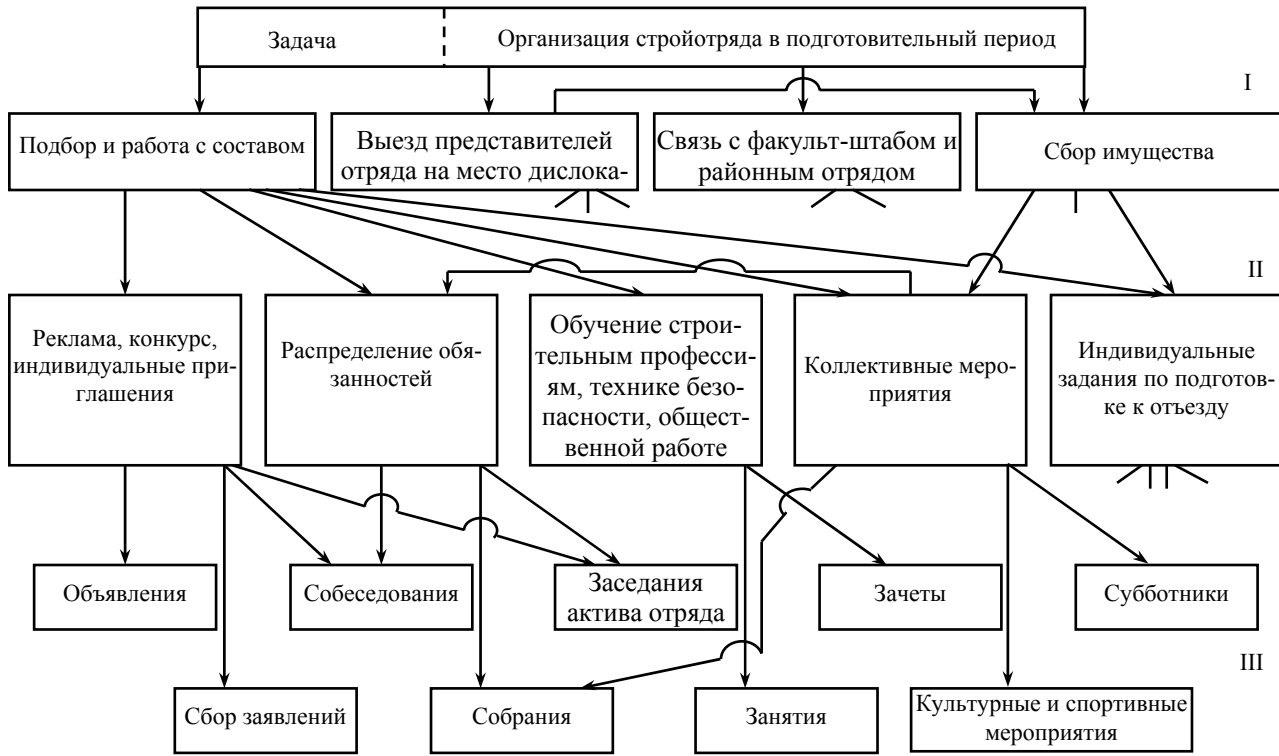 Задача
Организация стройотряда в подготовительный период
I
Подбор и работа с составом
Выезд представителей
отряда на место дислока-
Связь с факульт-штабом и
районным отрядом
Сбор имущества
II
Реклама, конкурс,
индивидуальные при-
глашения
Распределение обя-
занностей
Обучение строи-
тельным професси-
ям, технике безо-
пасности, общест-
венной работе
Коллективные меро-
приятия
Индивидуальные
задания по подготов-
ке к отъезду
Объявления
Собеседования
Заседания
актива отряда
Зачеты
Субботники
III
Сбор заявлений
Собрания
Занятия
Культурные и спортивные
мероприятия